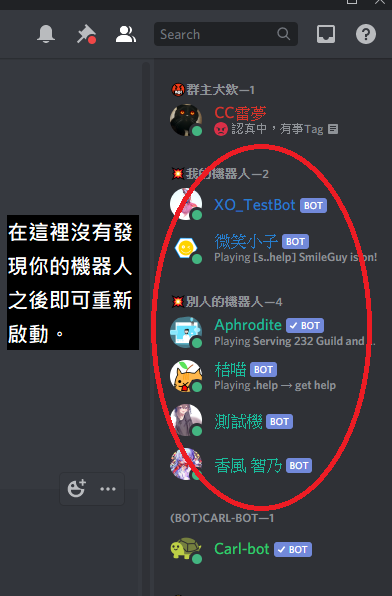 Search
群主大欸—1
CC雷夢
認真中，有事Tag
我的機器人—2
XO_TestBot BOT
在這裡沒有發
現你的機器人
之後即可重新
啟動。
微笑小子 BOT
Playing [s..help] SmileGuy is on!
別人的機器人—4
Aphrodite BOT
Playing Serving 232 Guild and ...
桔喵 BOT
Playing .help → get help
測試機 BOT
香風 智乃 BOT
(BOT)CARL-BOT—1
Carl-bot BOT